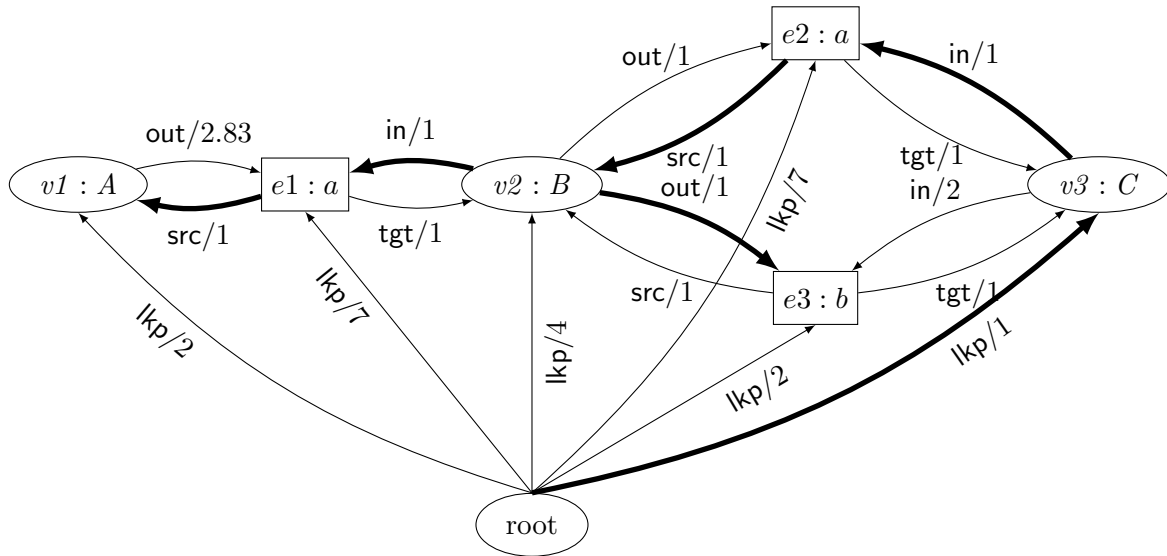 e2 : a
out/1
in/1
out/2.83
in/1
src/1
tgt/1
v1 : A
e1 : a
v2 : B
out/1
in/2
v3 : C
src/1
tgt/1
lkp/7
src/1
e3 : b
tgt/1
lkp/2
lkp/7
lkp/4
lkp/2
lkp/1
root